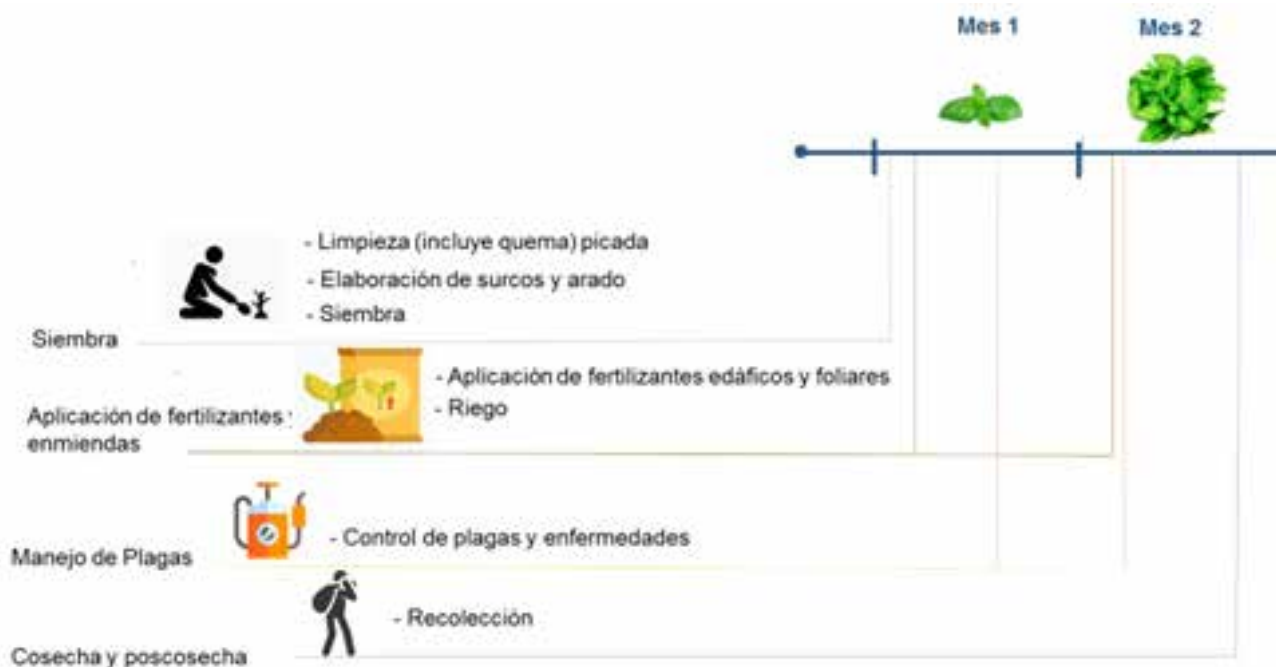 Mes 1
Mes 2
- Limpieza (incluye quema) picada
- Elaboración de surcos y arado
- Siembra
Siembra
- Aplicación de fertilizantes edáficos y foliares
- Riego
Aplicación de fertilizantes
enmiendas
- Control de plagas y enfermedades
Manejo de Plagas
- Recolección
Cosecha y poscosecha